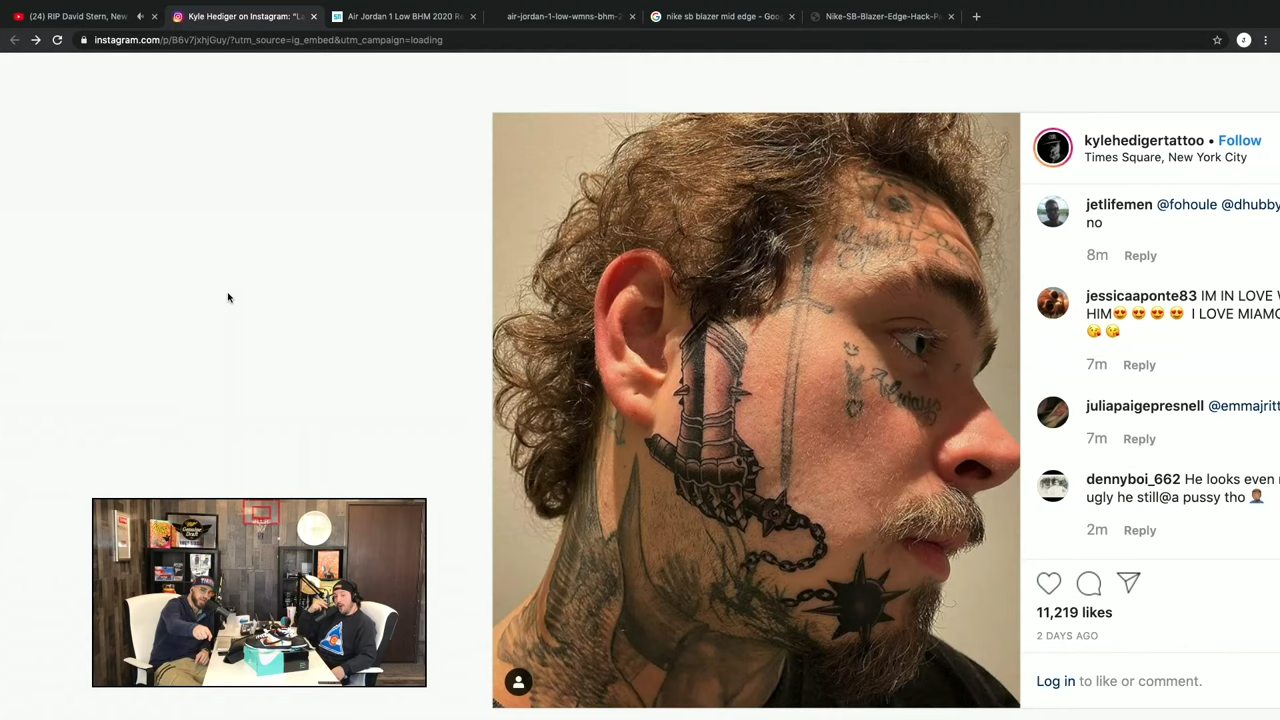 (24) RIP David Stern, New
Kyle Hediger on Instagram: “La
Air Jordan 1 Low BHM 2020 Re
air-jordan-1-low-wmns-bhm-2
nike sb blazer mid edge - Goo
Nike-SB-Blazer-Edge-Hack-Pa
instagram.com/p/B6v7jxhjGuy/?utm_source=ig_embed&utm_campaign=loading
kylehedigertattoo • Follow
Times Square, New York City
jetlifemen @fohoule @dhubby
no
8m Reply
jessicaaponte83 IM IN LOVE W
HIM😍 😍 😍 😍 I LOVE MIAMO
😘 😘
7m Reply
juliapaigepresnell @emmajritt
7m Reply
dennyboi_662 He looks even
ugly he still@a pussy tho 🤦🏾‍♂️
2m Reply
11,219 likes
2 DAYS AGO
Log in to like or comment.
Always